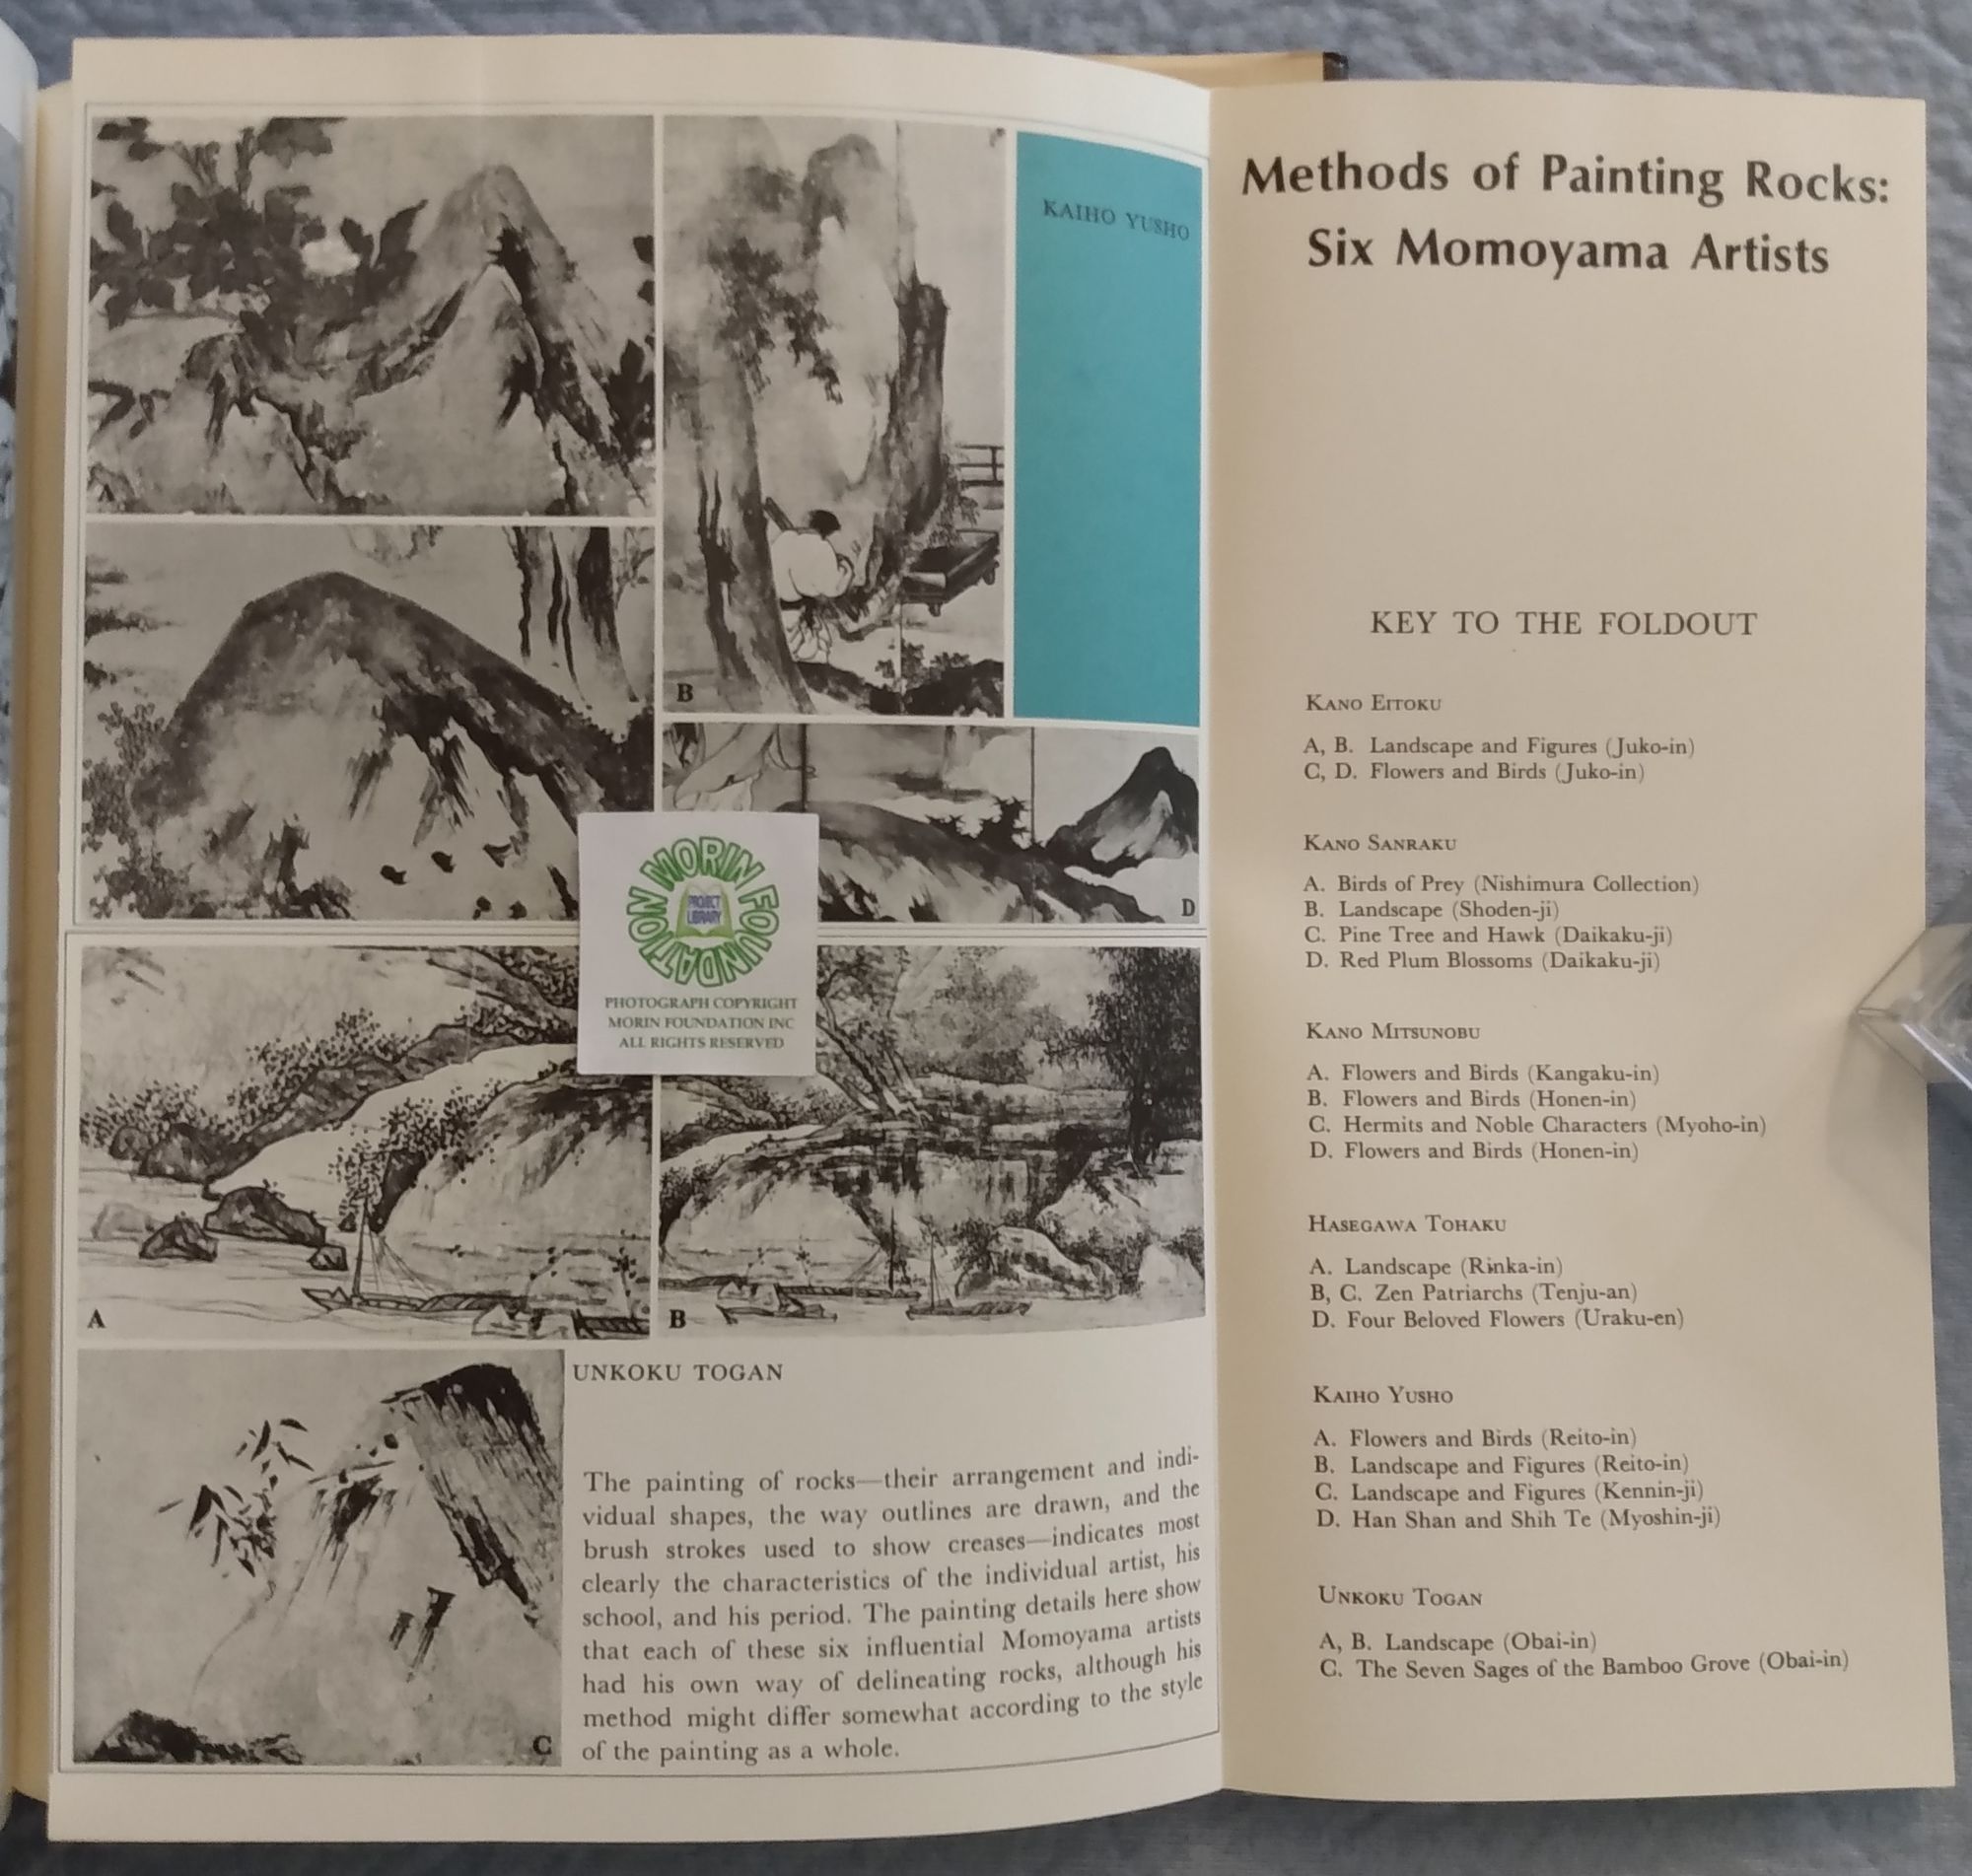 A
B
KAIHO YUSHO
D
MORIN FOUNDATION
PROJECT
LIBRARY
PHOTOGRAPH COPYRIGHT
MORIN FOUNDATION INC
ALL RIGHTS RESERVED
A
B
C
UNKOKU TOGAN
The painting of rocks—their arrangement and indi-
vidual shapes, the way outlines are drawn, and the
brush strokes used to show creases—indicates most
clearly the characteristics of the individual artist, his
school, and his period. The painting details here show
that each of these six influential Momoyama artists
had his own way of delineating rocks, although his
method might differ somewhat according to the style
of the painting as a whole.
Methods of Painting Rocks:
Six Momoyama Artists
KEY TO THE FOLDOUT
KANO EITOKU
A, B. Landscape and Figures (Juko-in)
C, D. Flowers and Birds (Juko-in)
KANO SANRAKU
A. Birds of Prey (Nishimura Collection)
B. Landscape (Shoden-ji)
C. Pine Tree and Hawk (Daikaku-ji)
D. Red Plum Blossoms (Daikaku-ji)
KANO MITSUNOBU
A. Flowers and Birds (Kangaku-in)
B. Flowers and Birds (Honen-in)
C. Hermits and Noble Characters (Myoho-in)
D. Flowers and Birds (Honen-in)
HASEGAWA TOHAKU
A. Landscape (Rinka-in)
B, C. Zen Patriarchs (Tenju-an)
D. Four Beloved Flowers (Uraku-en)
KAIHO YUSHO
A. Flowers and Birds (Reito-in)
B. Landscape and Figures (Reito-in)
C. Landscape and Figures (Kennin-ji)
D. Han Shan and Shih Te (Myoshin-ji)
UNKOKU TOGAN
A, B. Landscape (Obai-in)
C. The Seven Sages of the Bamboo Grove (Obai-in)